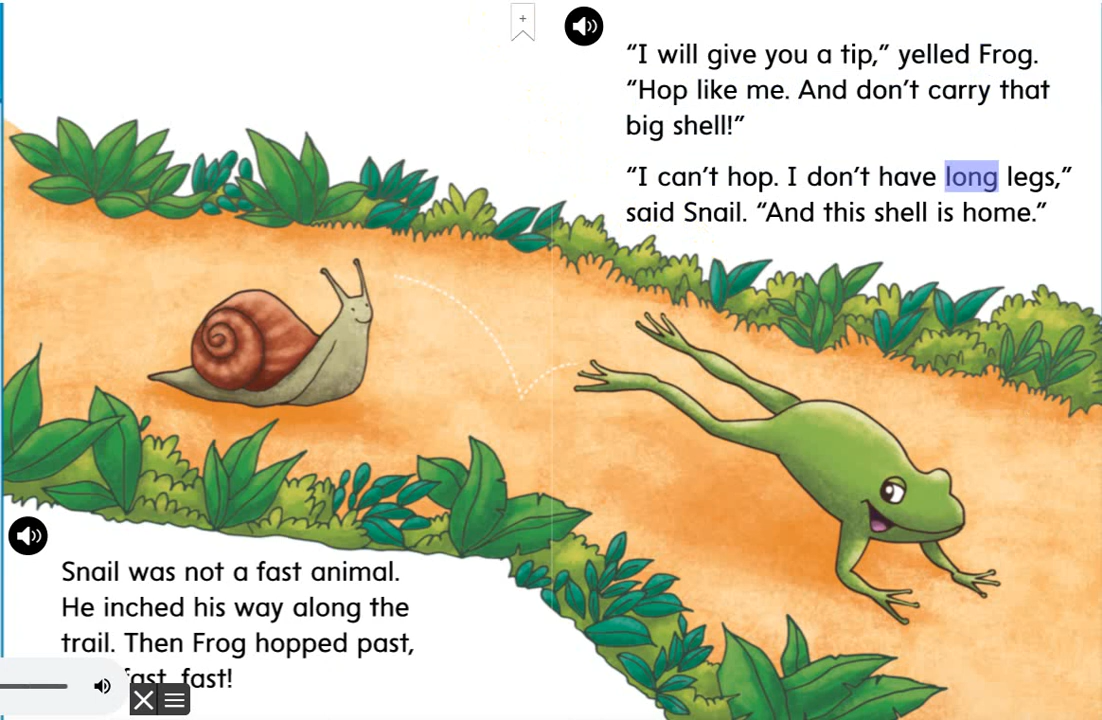 Snail was not a fast animal.
He inched his way along the
trail. Then Frog hopped past,
fast, fast!
“I will give you a tip,” yelled Frog.
“Hop like me. And don’t carry that
big shell!”
“I can’t hop. I don’t have long legs,”
said Snail. “And this shell is home.”